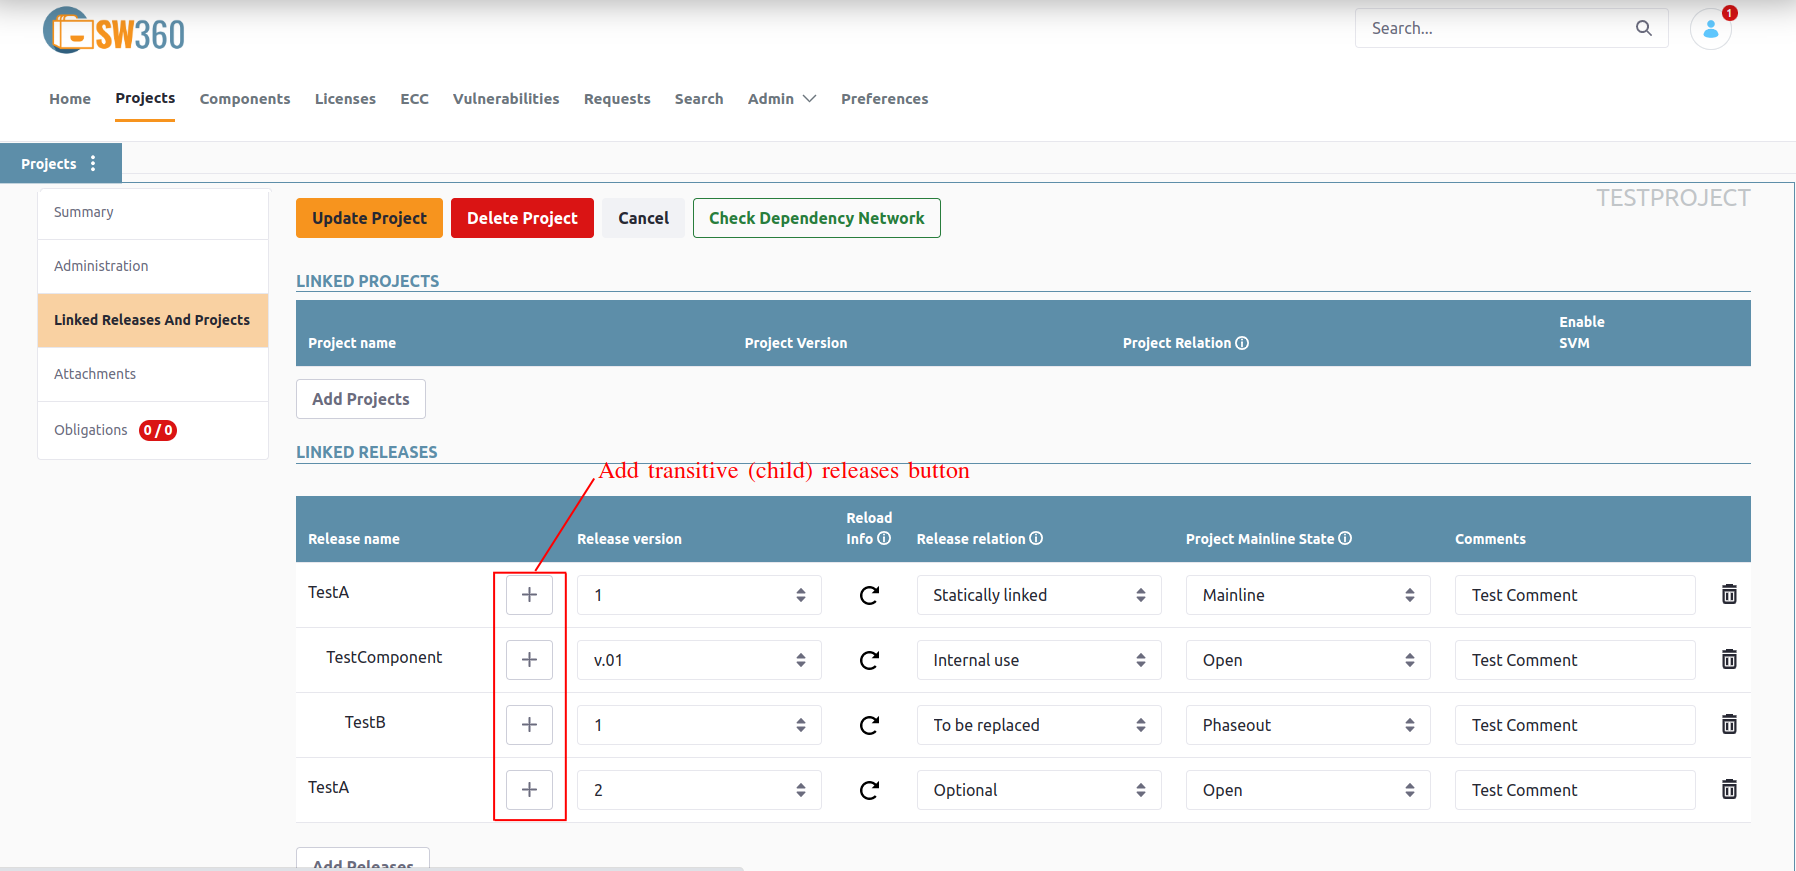 SW360
Search...
1
Home Projects Components Licenses ECC Vulnerabilities Requests Search Admin Preferences
Projects
TESTPROJECT
Summary
Administration
Linked Releases And Projects
Attachments
Obligations 0 / 0
Update Project Delete Project Cancel Check Dependency Network
LINKED PROJECTS
Project name Project Version Project Relation Enable SVM
Add Projects
LINKED RELEASES
Add transitive (child) releases button
Release name Release version Reload Info Release relation Project Mainline State Comments
TestA + 1 Statically linked Mainline Test Comment
TestComponent + v.01 Internal use Open Test Comment
TestB + 1 To be replaced Phaseout Test Comment
TestA + 2 Optional Open Test Comment
Add Releases